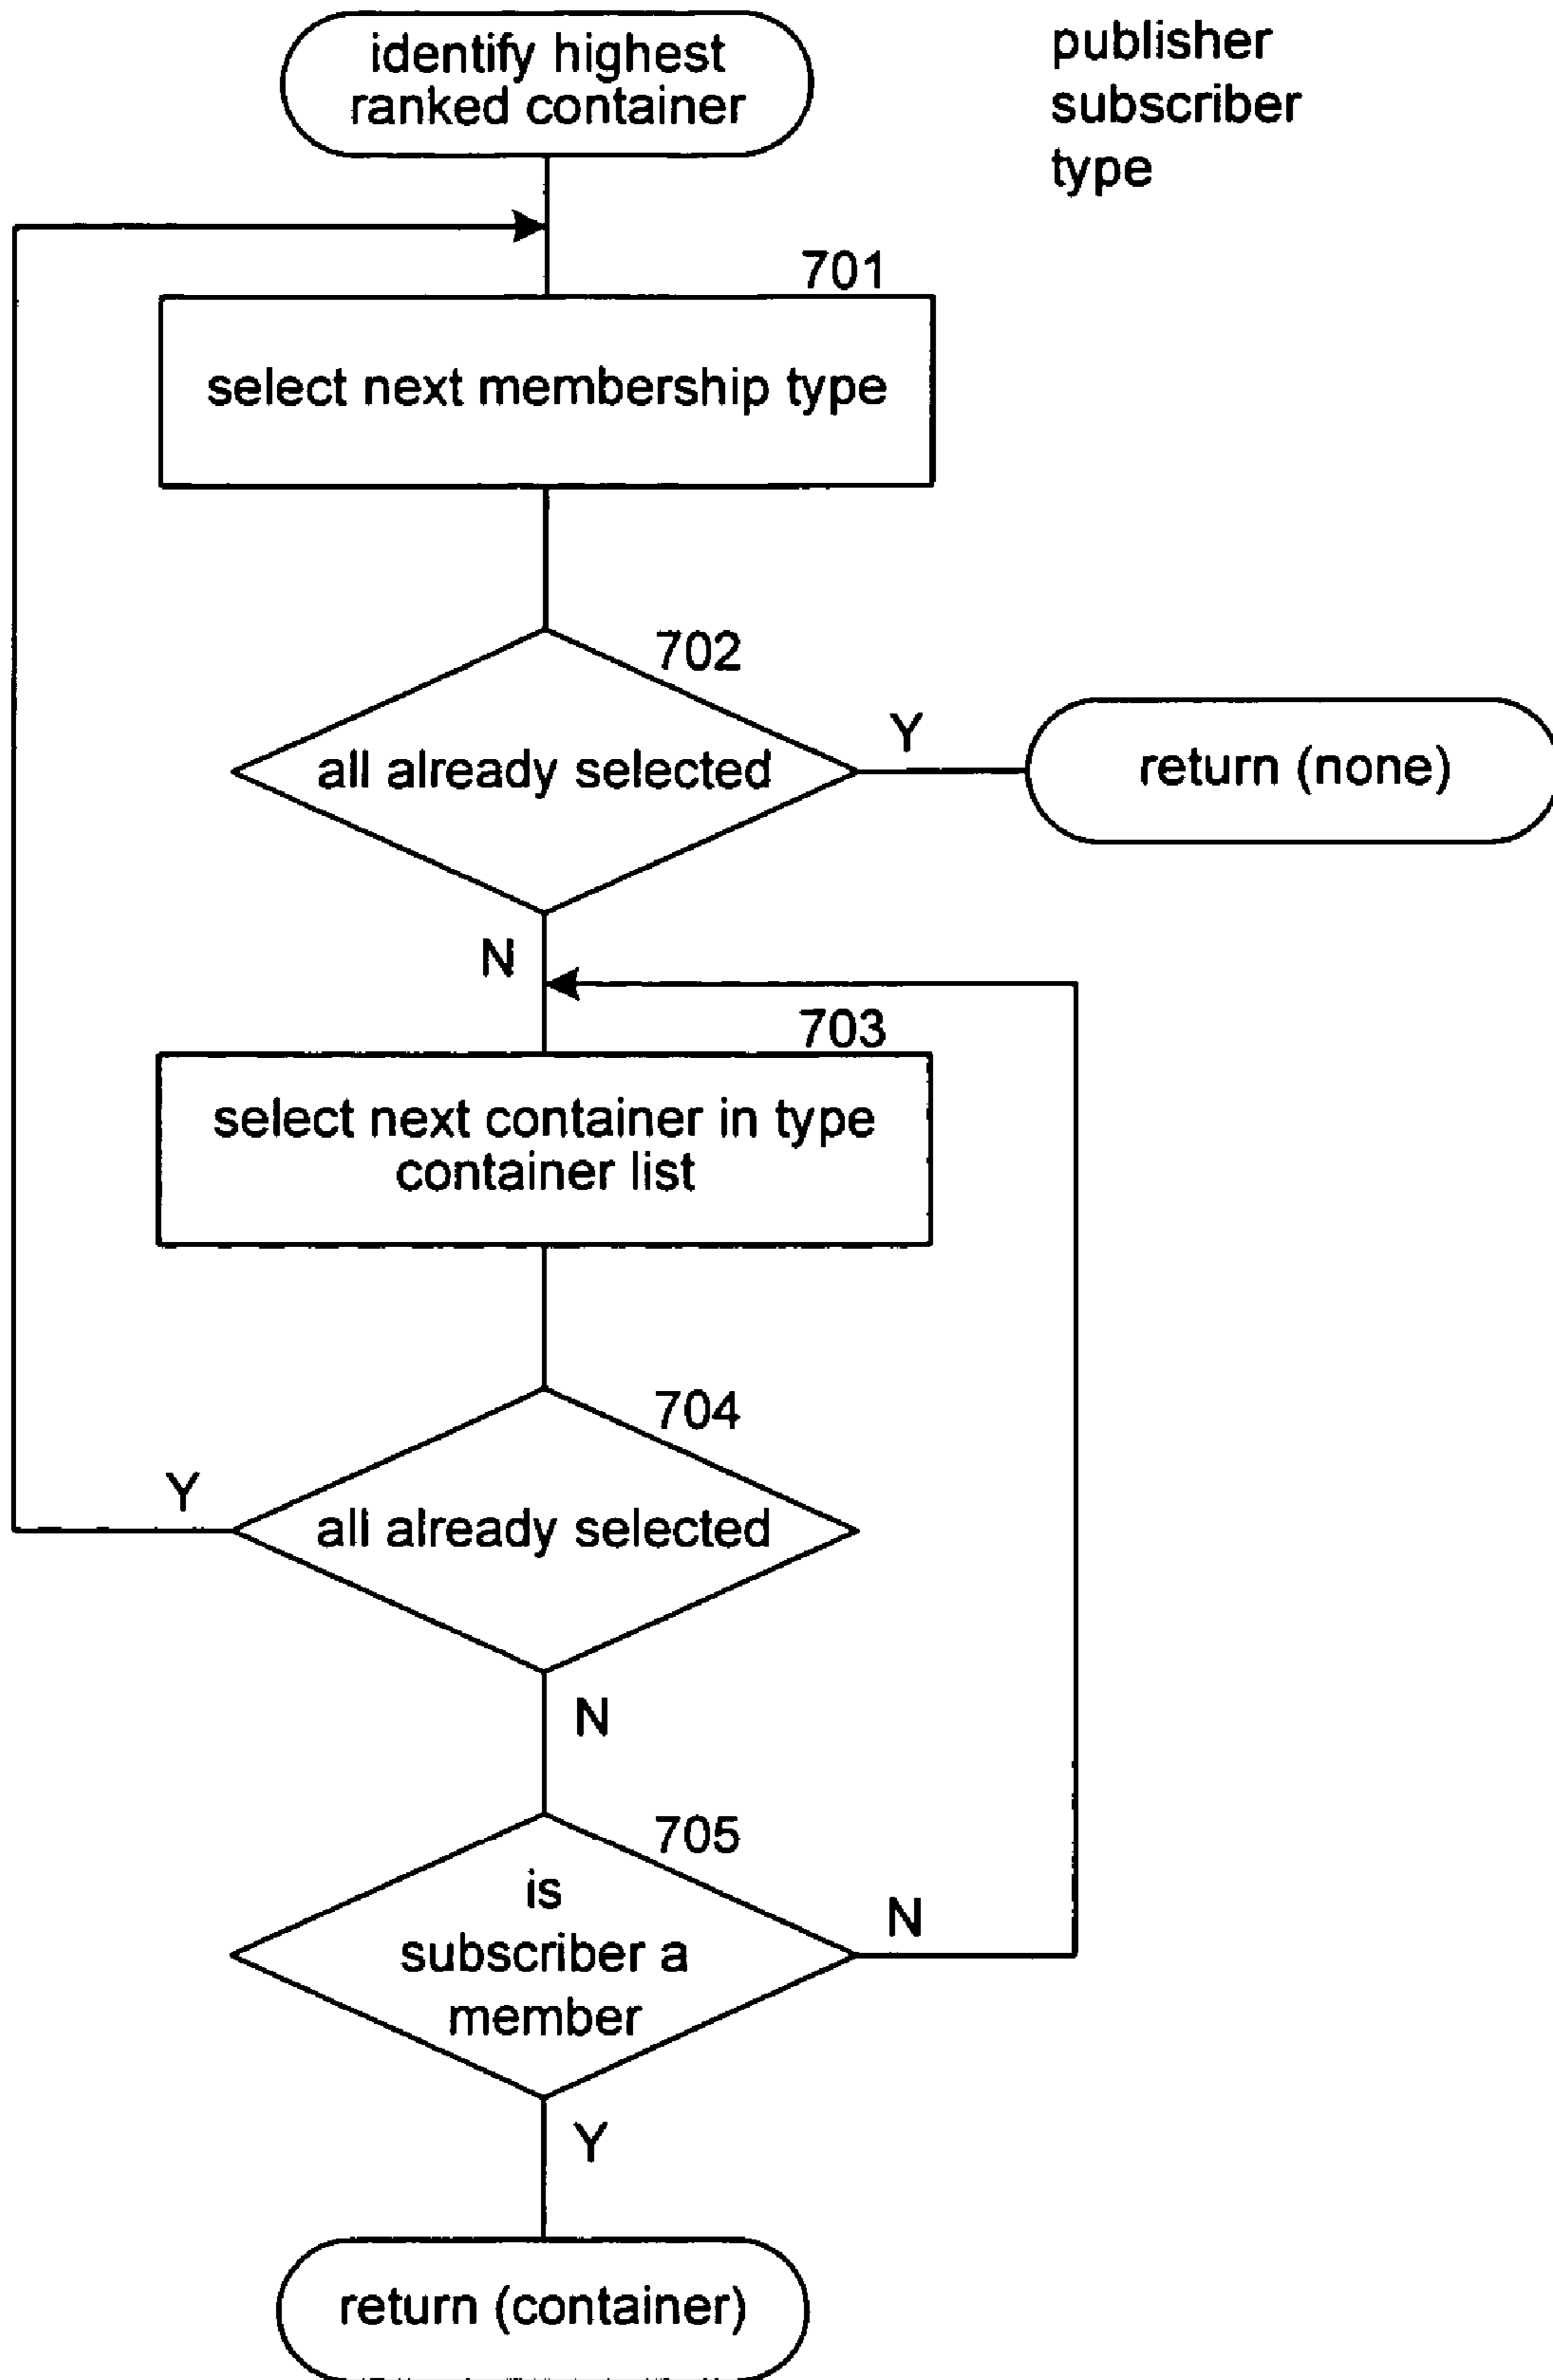 identify highest
ranked container
publisher
subscriber
type
701
select next membership type
702
all already selected
Y
return (none)
N
703
select next container in type
container list
704
Y
all already selected
N
705
is
subscriber a
member
N
Y
return (container)